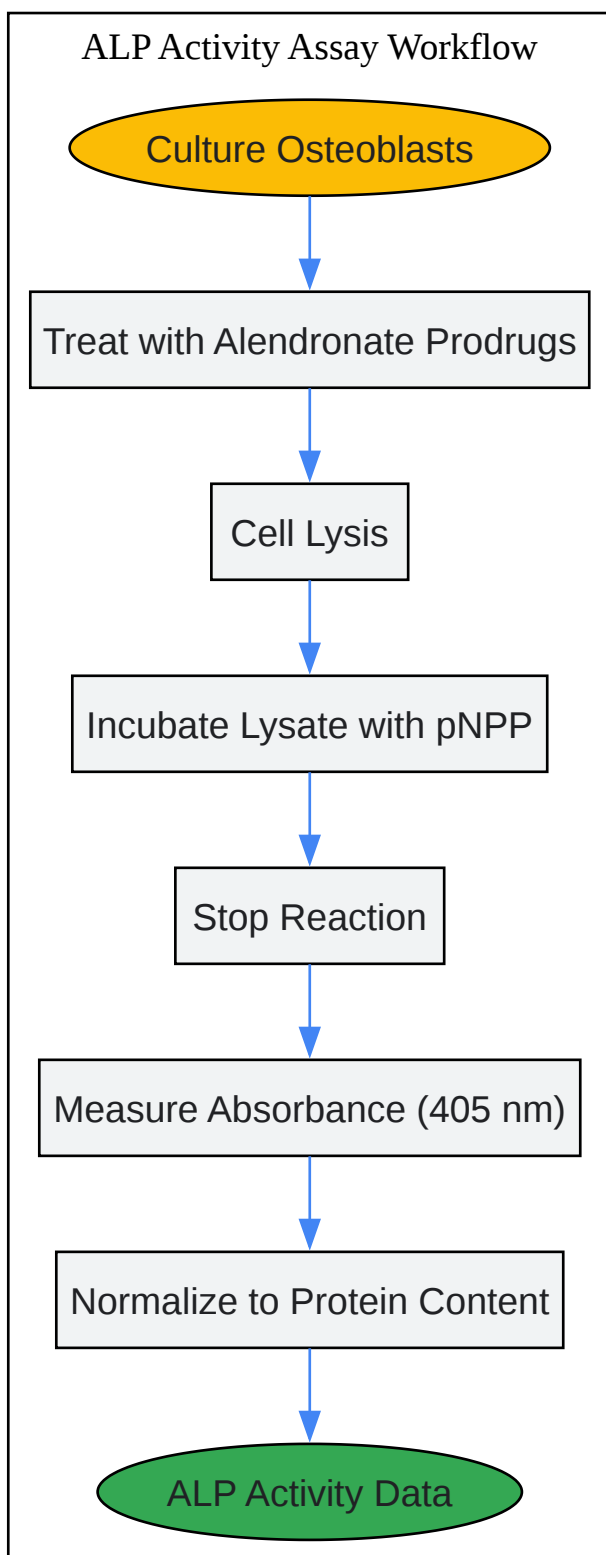 ALP Activity Assay Workflow
Culture Osteoblasts
Treat with Alendronate Prodrugs
Cell Lysis
Incubate Lysate with pNPP
Stop Reaction
Measure Absorbance (405 nm)
Normalize to Protein Content
ALP Activity Data